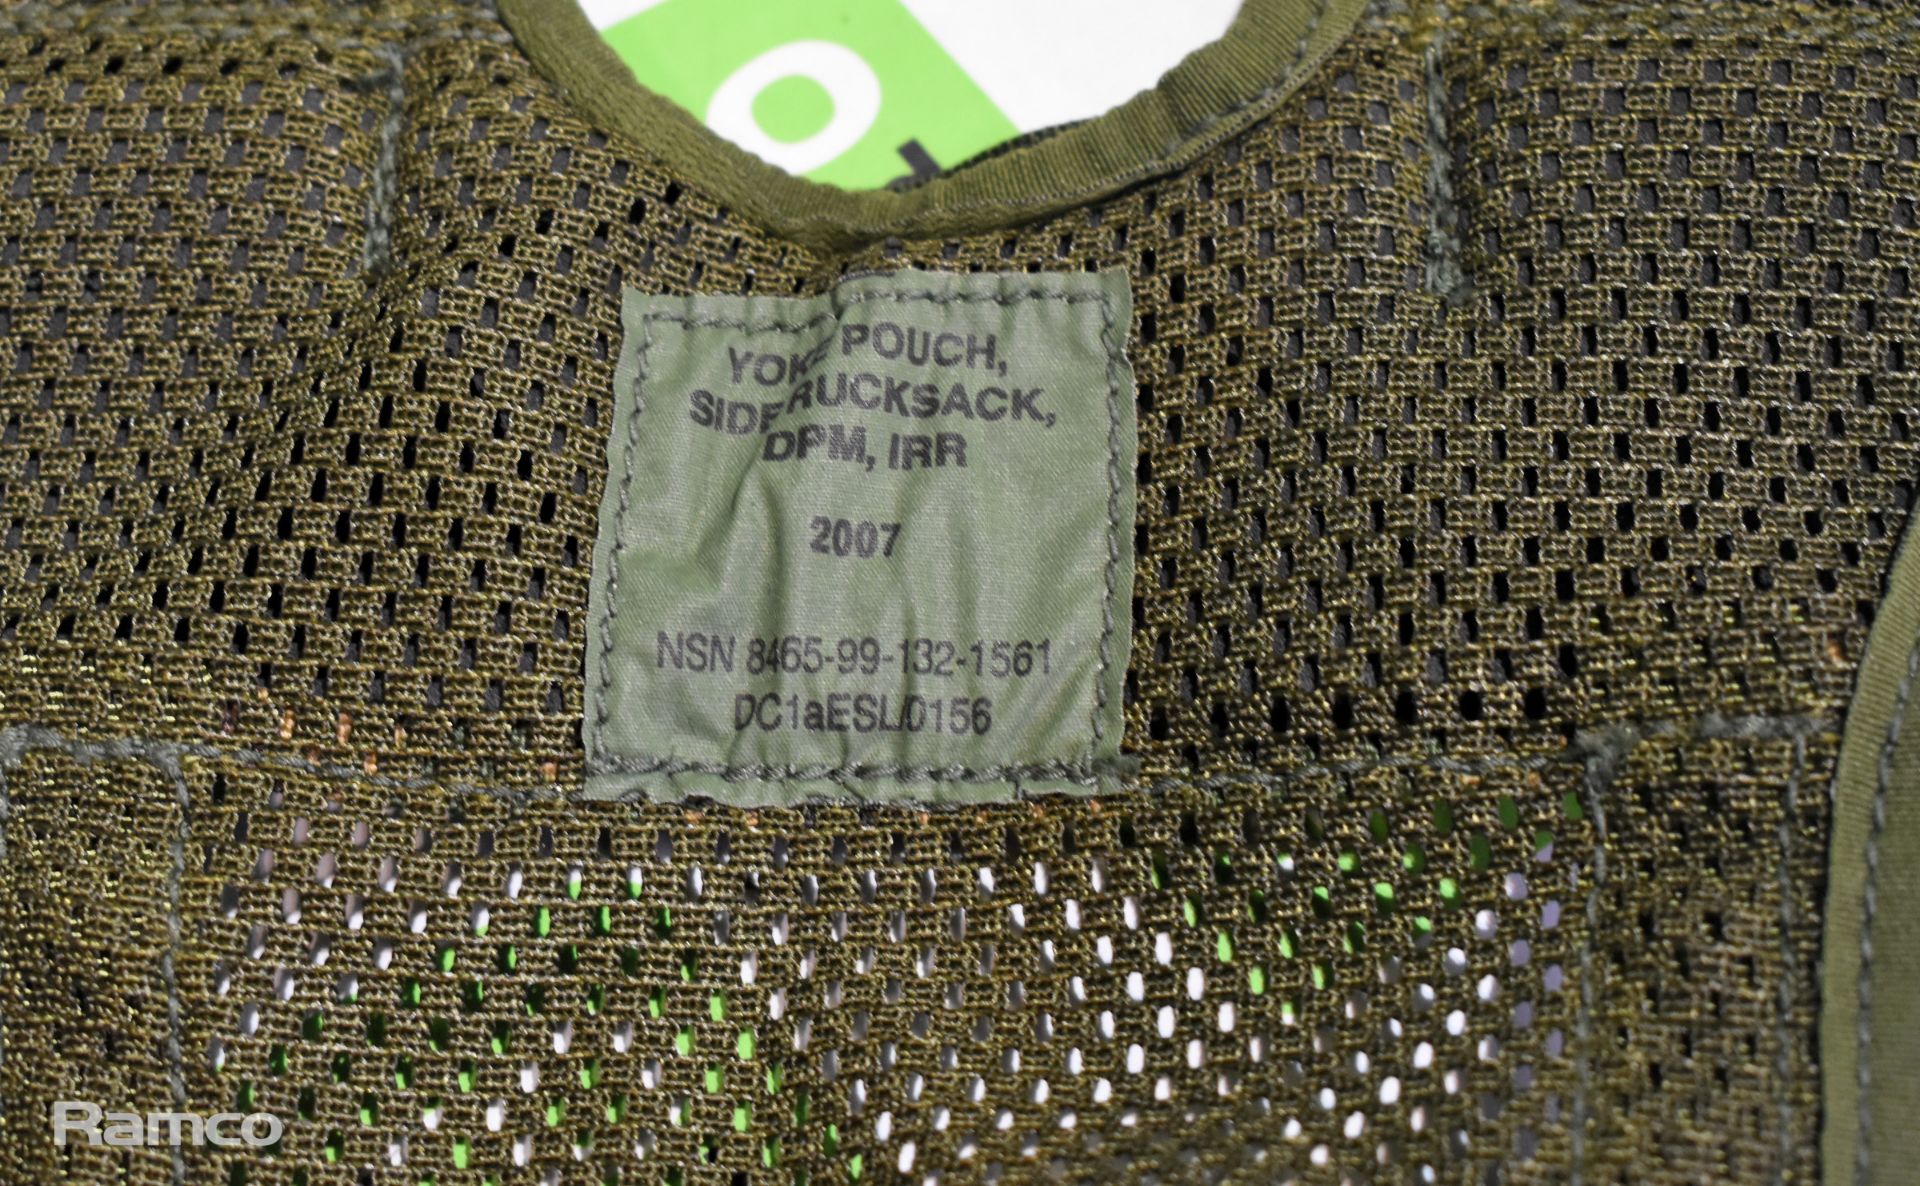 YOKE POUCH,
SIDE RUCKSACK,
DPM, IRR
2007
NSN 8465-99-132-1561
DC1aESL/0156
Ramco